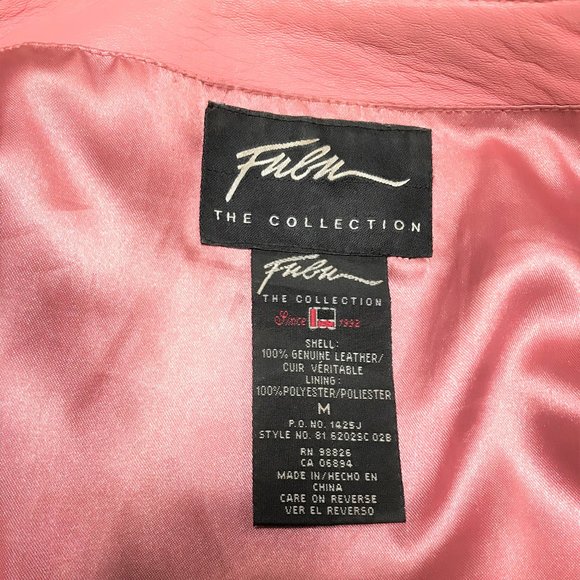 Fubu
THE COLLECTION
Fubu
THE COLLECTION
Since 1992
SHELL:
100% GENUINE LEATHER/
CUIR VÉRITABLE
LINING:
100%POLYESTER/POLIESTER
M
P.O. NO. 1425J
STYLE NO. 81 6202SC 02B
RN 98826
CA 06894
MADE IN/HECHO EN
CHINA
CARE ON REVERSE
VER EL REVERSO